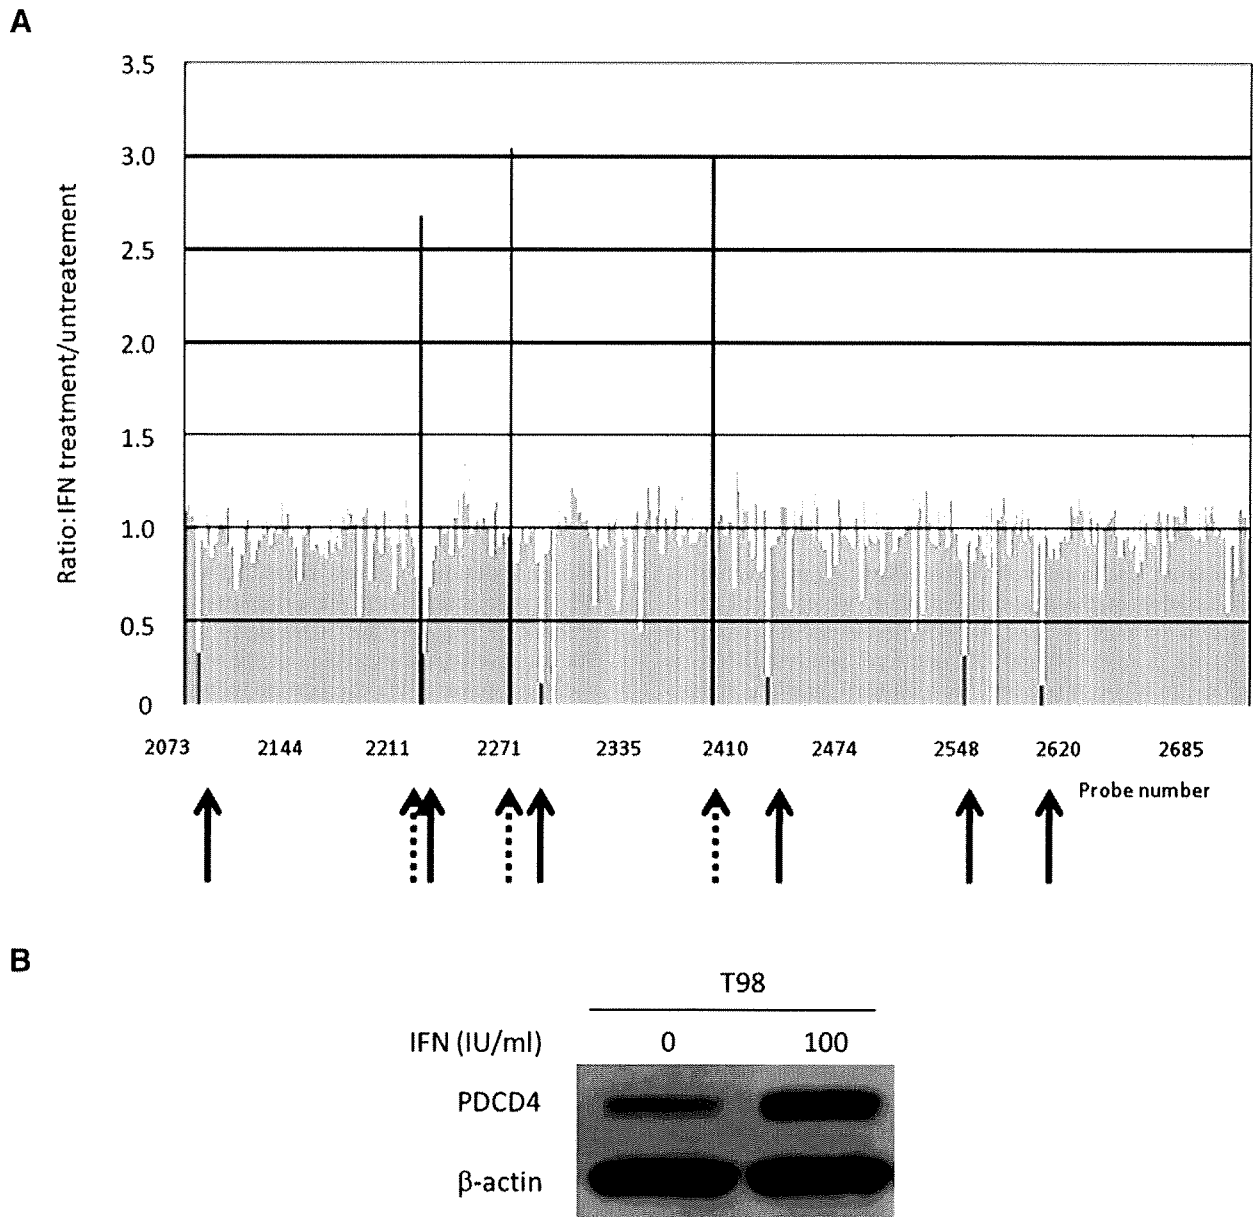 A
3.5
3.0
2.5
2.0
1.5
1.0
0.5
0
Ratio: IFN treatment/untreatement
2073 2144 2211 2271 2335 2410 2474 2548 2620 2685
Probe number
B
T98
IFN (IU/ml) 0 100
PDCD4
β-actin